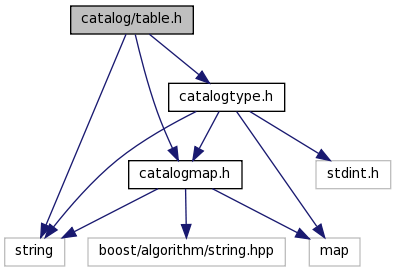 catalog/table.h
catalogtype.h
catalogmap.h
stdint.h
string
boost/algorithm/string.hpp
map